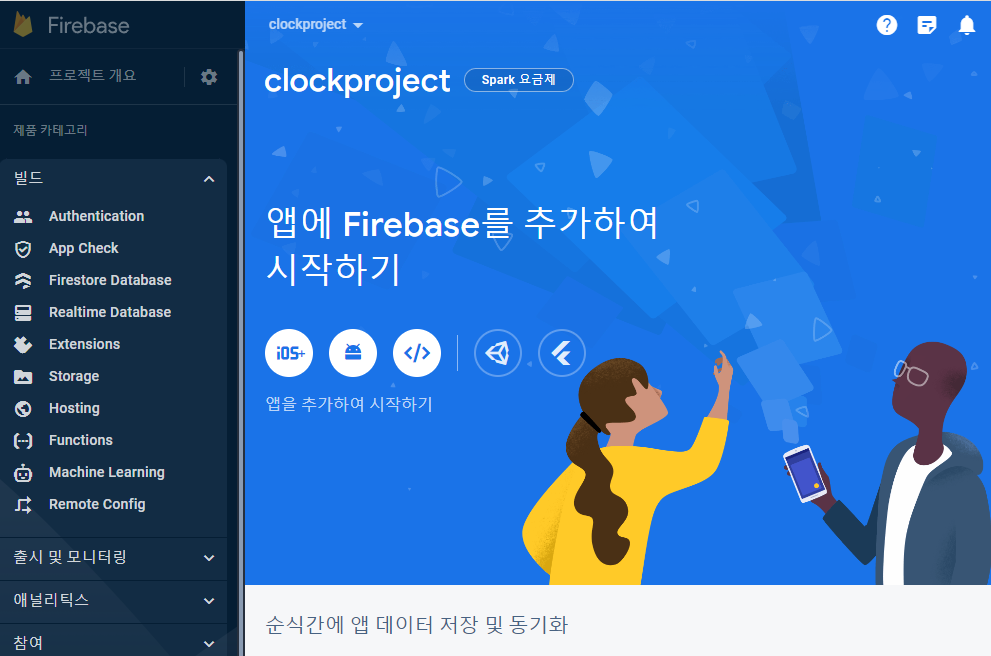 Firebase
프로젝트 개요
제품 카테고리
빌드
Authentication
App Check
Firestore Database
Realtime Database
Extensions
Storage
Hosting
Functions
Machine Learning
Remote Config
출시 및 모니터링
애널리틱스
참여
clockproject
clockproject
Spark 요금제
앱에 Firebase를 추가하여
시작하기
iOS+
앱을 추가하여 시작하기
순식간에 앱 데이터 저장 및 동기화